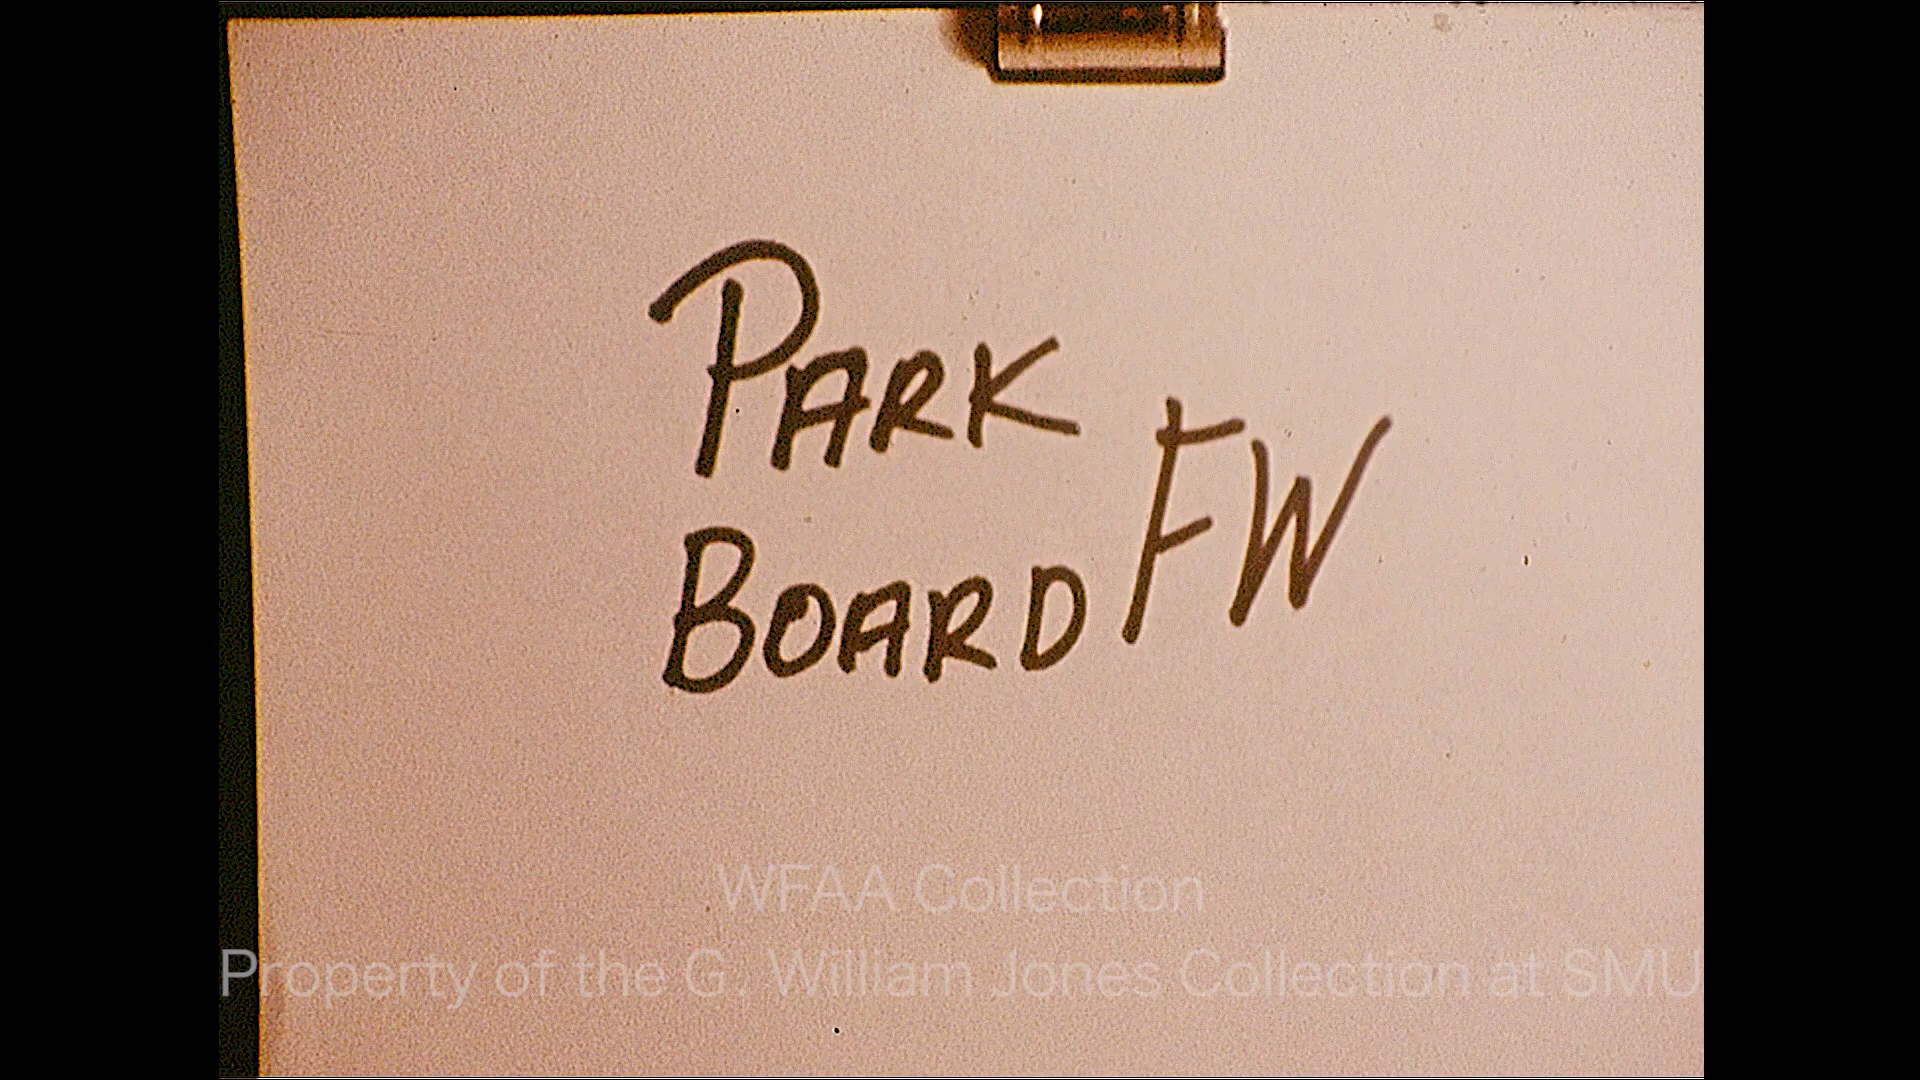 PARK
BOARD FW
WFAA Collection
Property of the G. William Jones Collection at SMU